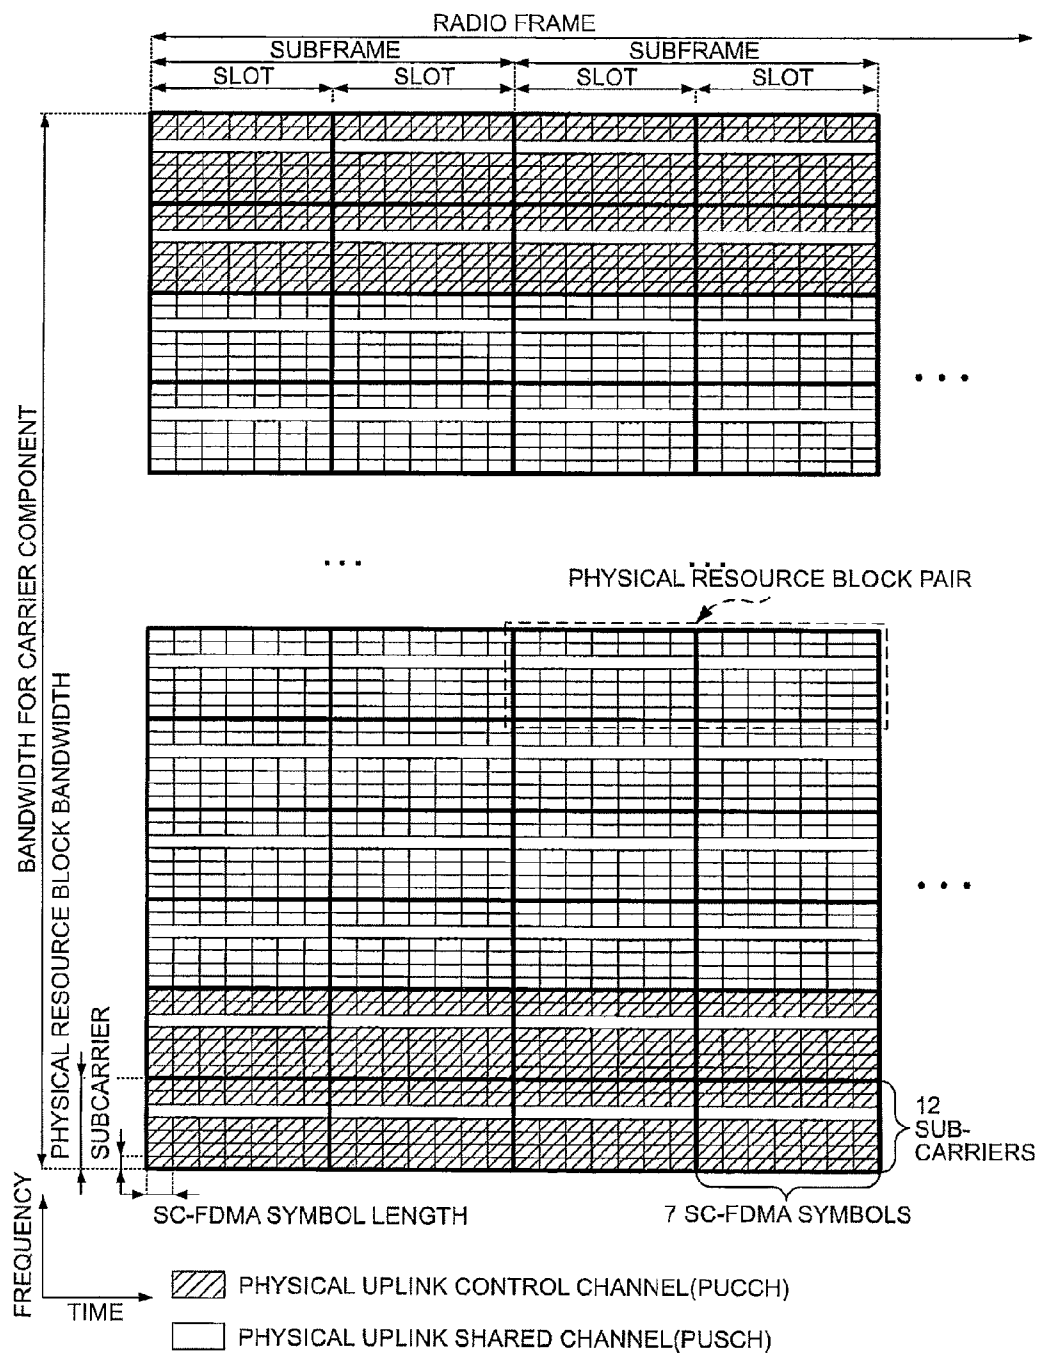 RADIO FRAME
SUBFRAME SUBFRAME
SLOT SLOT SLOT SLOT
BANDWIDTH FOR CARRIER COMPONENT
PHYSICAL RESOURCE BLOCK BANDWIDTH
SUBCARRIER
...
...
...
PHYSICAL RESOURCE BLOCK PAIR
...
12
SUB-
CARRIERS
SC-FDMA SYMBOL LENGTH
7 SC-FDMA SYMBOLS
FREQUENCY
TIME
PHYSICAL UPLINK CONTROL CHANNEL(PUCCH)
PHYSICAL UPLINK SHARED CHANNEL(PUSCH)